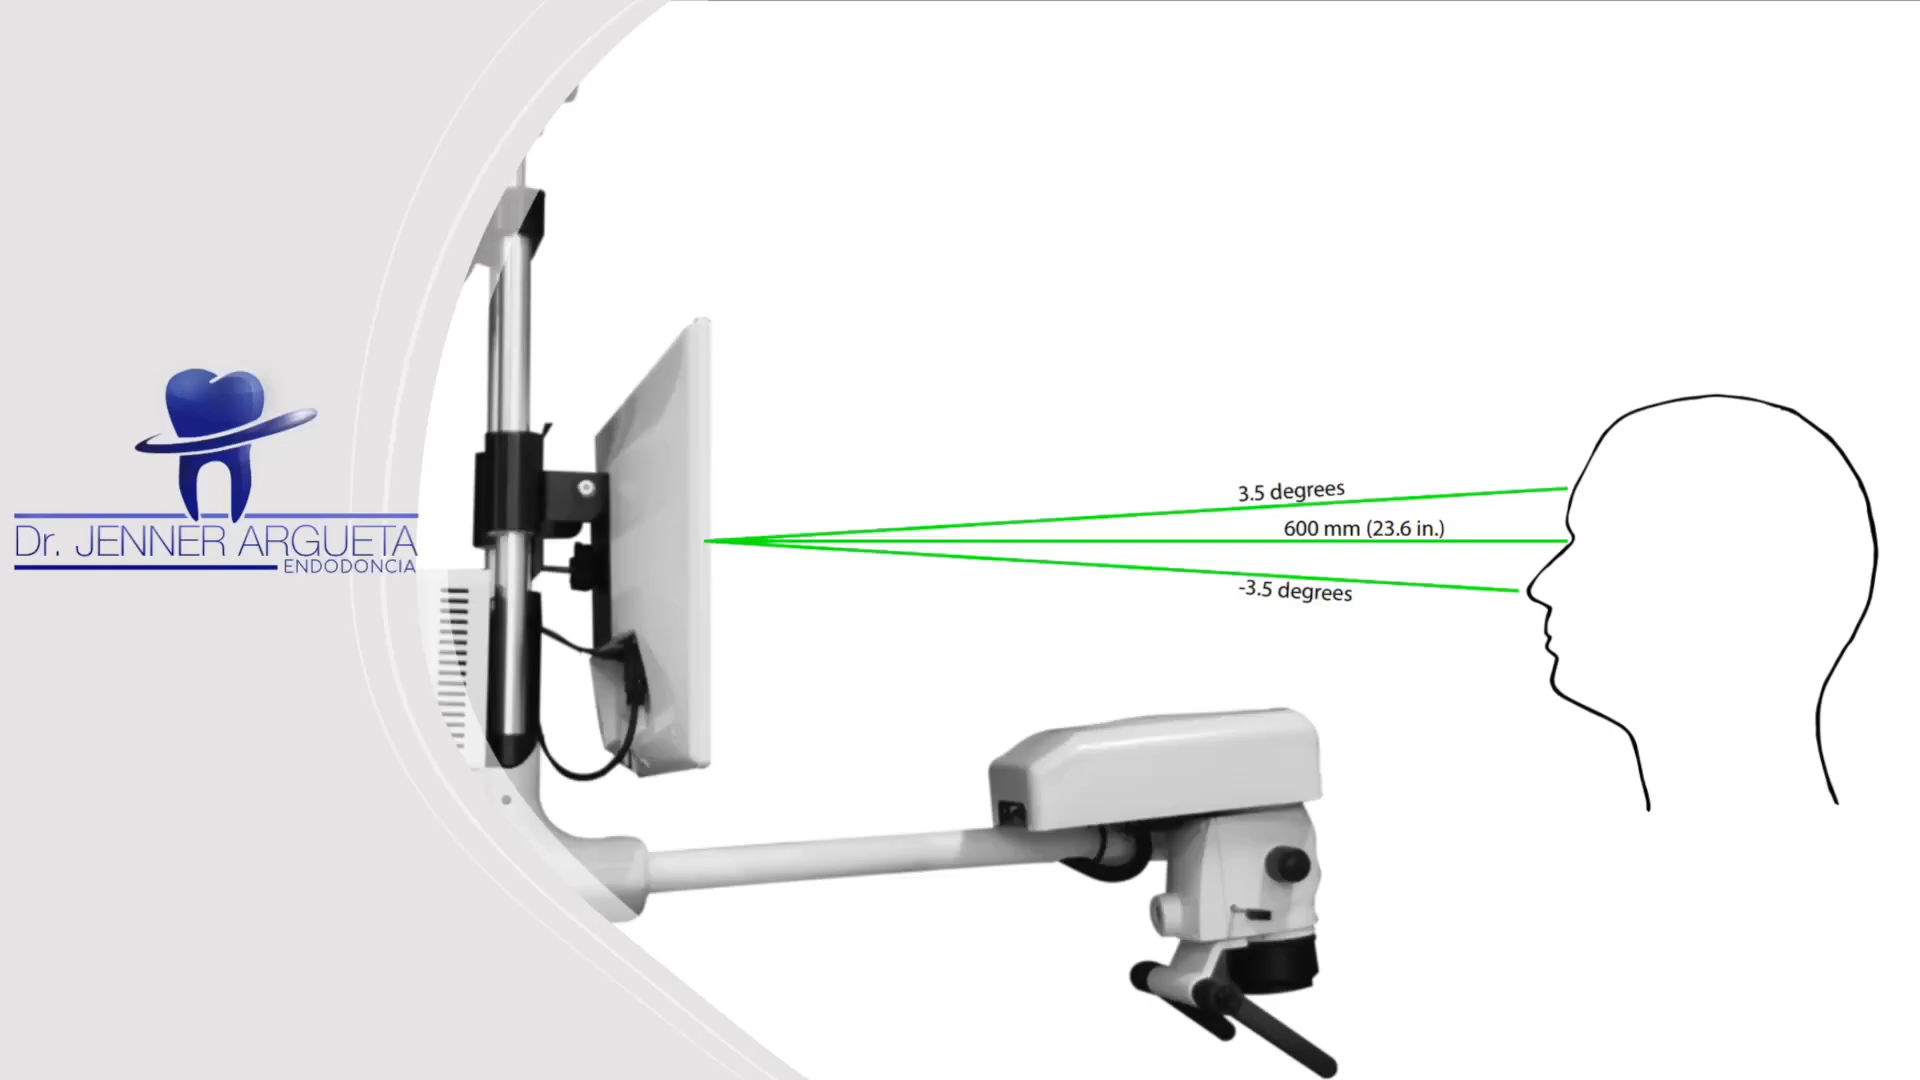 Dr. JENNER ARGUETA
ENDODONCIA
3.5 degrees
600 mm (23.6 in.)
-3.5 degrees